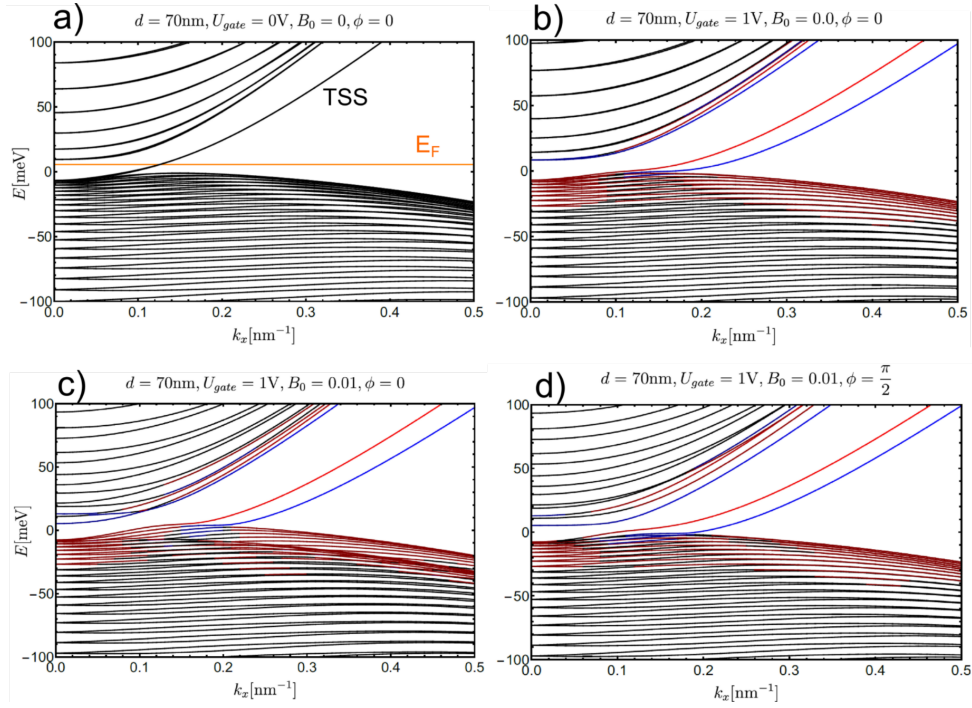 a) d = 70nm, U_gate = 0V, B_0 = 0, ϕ = 0
100
50
0
−50
−100
E[meV]
TSS
E_F
0.0 0.1 0.2 0.3 0.4 0.5
k_x[nm⁻¹]
b) d = 70nm, U_gate = 1V, B_0 = 0.0, ϕ = 0
100
50
0
−50
−100
E[meV]
0.0 0.1 0.2 0.3 0.4 0.5
k_x[nm⁻¹]
c) d = 70nm, U_gate = 1V, B_0 = 0.01, ϕ = 0
100
50
0
−50
−100
E[meV]
0.0 0.1 0.2 0.3 0.4 0.5
k_x[nm⁻¹]
d) d = 70nm, U_gate = 1V, B_0 = 0.01, ϕ = π/2
100
50
0
−50
−100
E[meV]
0.0 0.1 0.2 0.3 0.4 0.5
k_x[nm⁻¹]